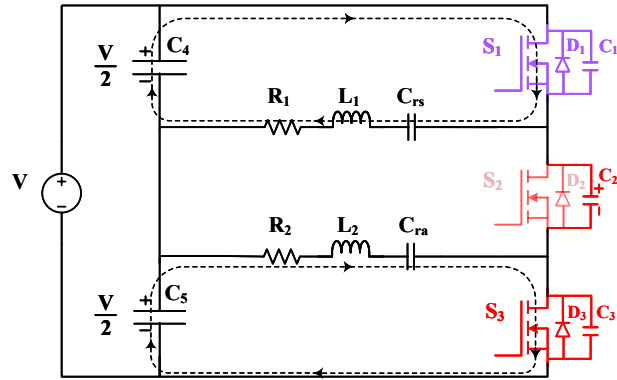 V/2 C4 S1 D1 C1
R1 L1 Crs
V
S2 D2 C2
R2 L2 Cra
V/2 C5 S3 D3 C3